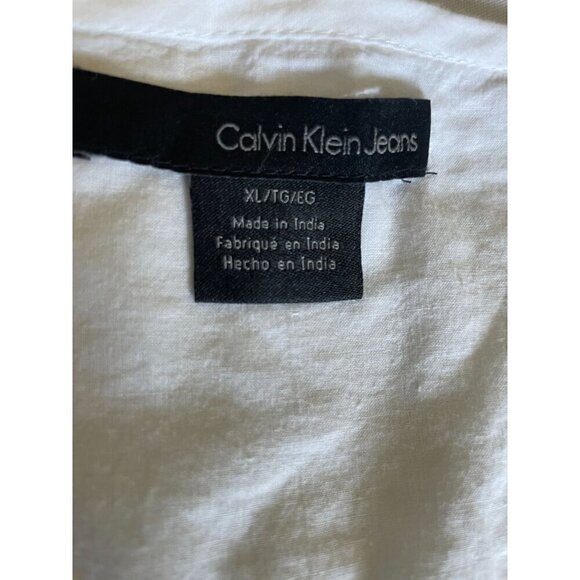 Calvin Klein Jeans
XL/TG/EG
Made in India
Fabriqué en India
Hecho en India